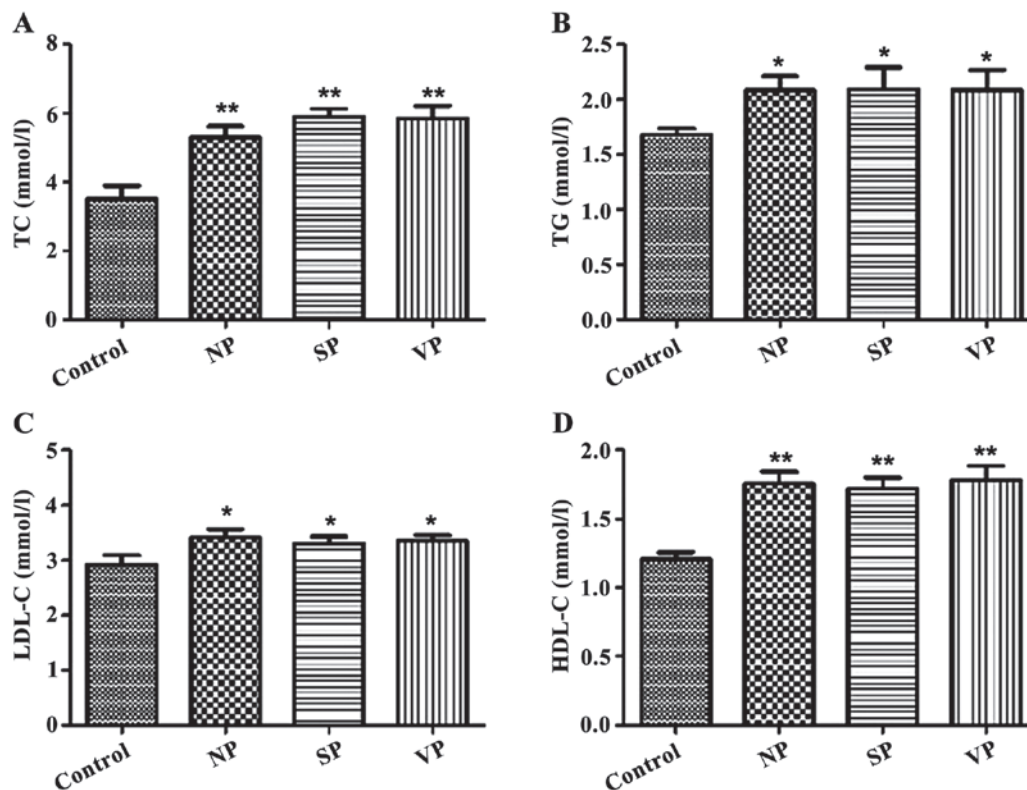 A
TC (mmol/l)
8
6
4
2
0
**
**
**
Control
NP
SP
VP
B
TG (mmol/l)
2.5
2.0
1.5
1.0
0.5
0.0
*
*
*
Control
NP
SP
VP
C
LDL-C (mmol/l)
5
4
3
2
1
0
*
*
*
Control
NP
SP
VP
D
HDL-C (mmol/l)
2.0
1.5
1.0
0.5
0.0
**
**
**
Control
NP
SP
VP